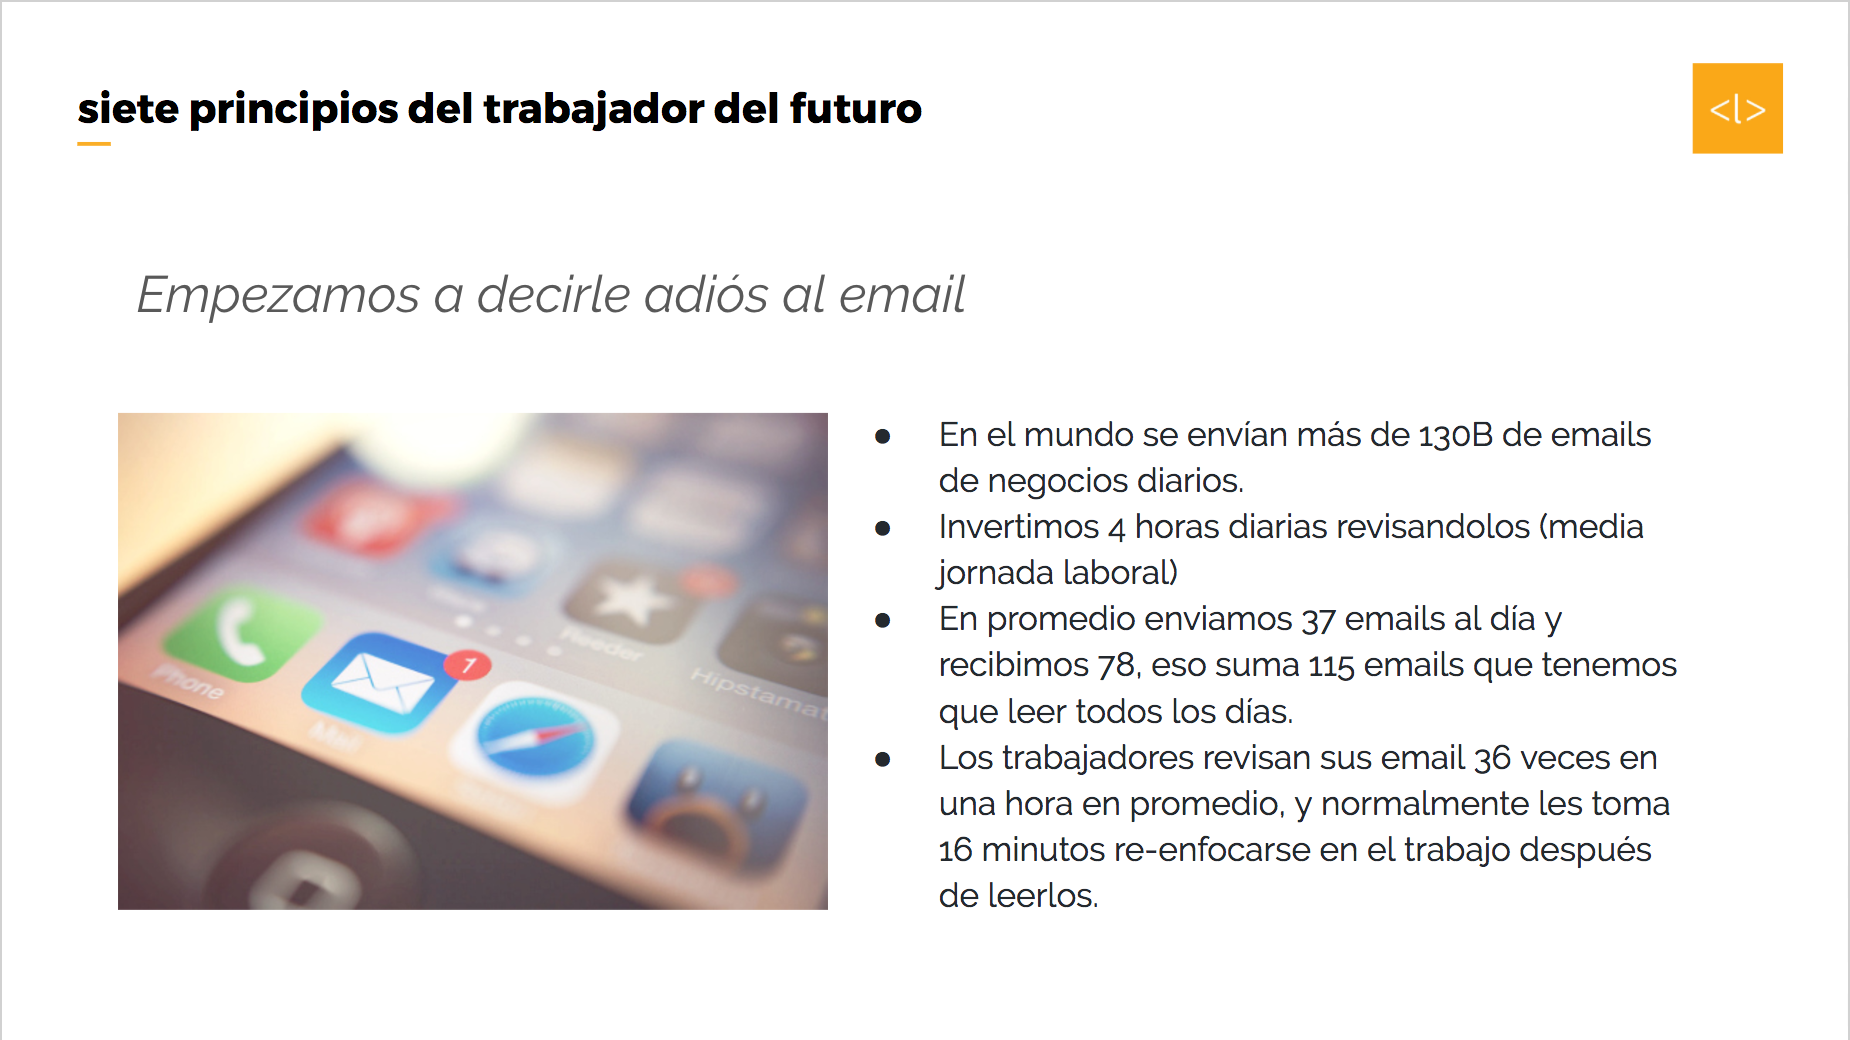 siete principios del trabajador del futuro
<l>
Empezamos a decirle adiós al email
● En el mundo se envían más de 130B de emails
de negocios diarios.
● Invertimos 4 horas diarias revisandolos (media
jornada laboral)
● En promedio enviamos 37 emails al día y
recibimos 78, eso suma 115 emails que tenemos
que leer todos los días.
● Los trabajadores revisan sus email 36 veces en
una hora en promedio, y normalmente les toma
16 minutos re-enfocarse en el trabajo después
de leerlos.
Reeder
Hipstamat
Phone
1
Mail